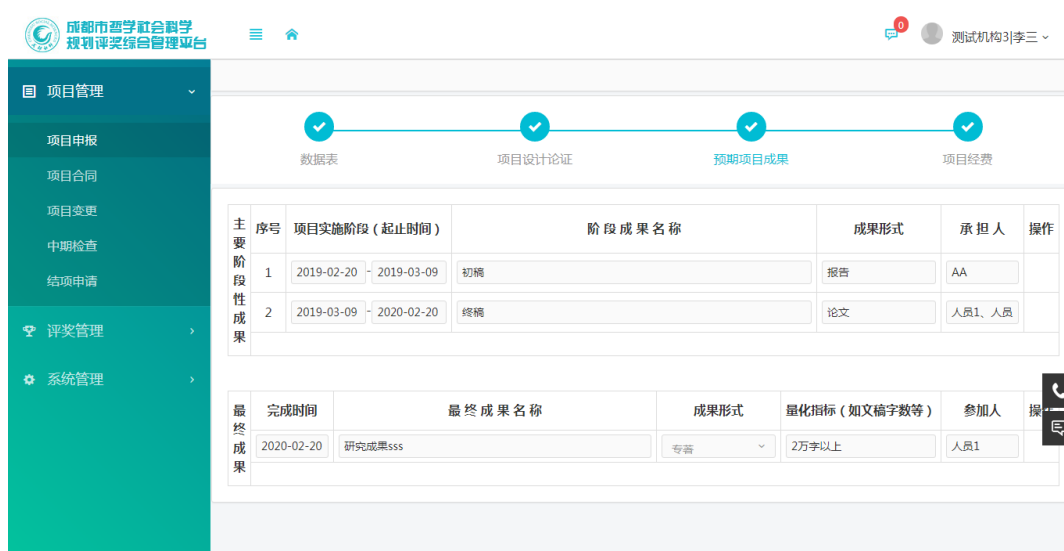 成都市哲学社会科学
规划评奖综合管理平台
0
测试机构3|李三
项目管理
项目申报
项目合同
项目变更
中期检查
结项申请
评奖管理
系统管理
数据表 项目设计论证 预期项目成果 项目经费
主要阶段性成果
序号 项目实施阶段（起止时间） 阶 段 成 果 名 称 成果形式 承 担 人 操作
1 2019-02-20 - 2019-03-09 初稿 报告 AA
2 2019-03-09 - 2020-02-20 终稿 论文 人员1、人员
最终成果
完成时间 最 终 成 果 名 称 成果形式 量化指标（如文稿字数等） 参加人 操作
2020-02-20 研究成果sss 专著 2万字以上 人员1